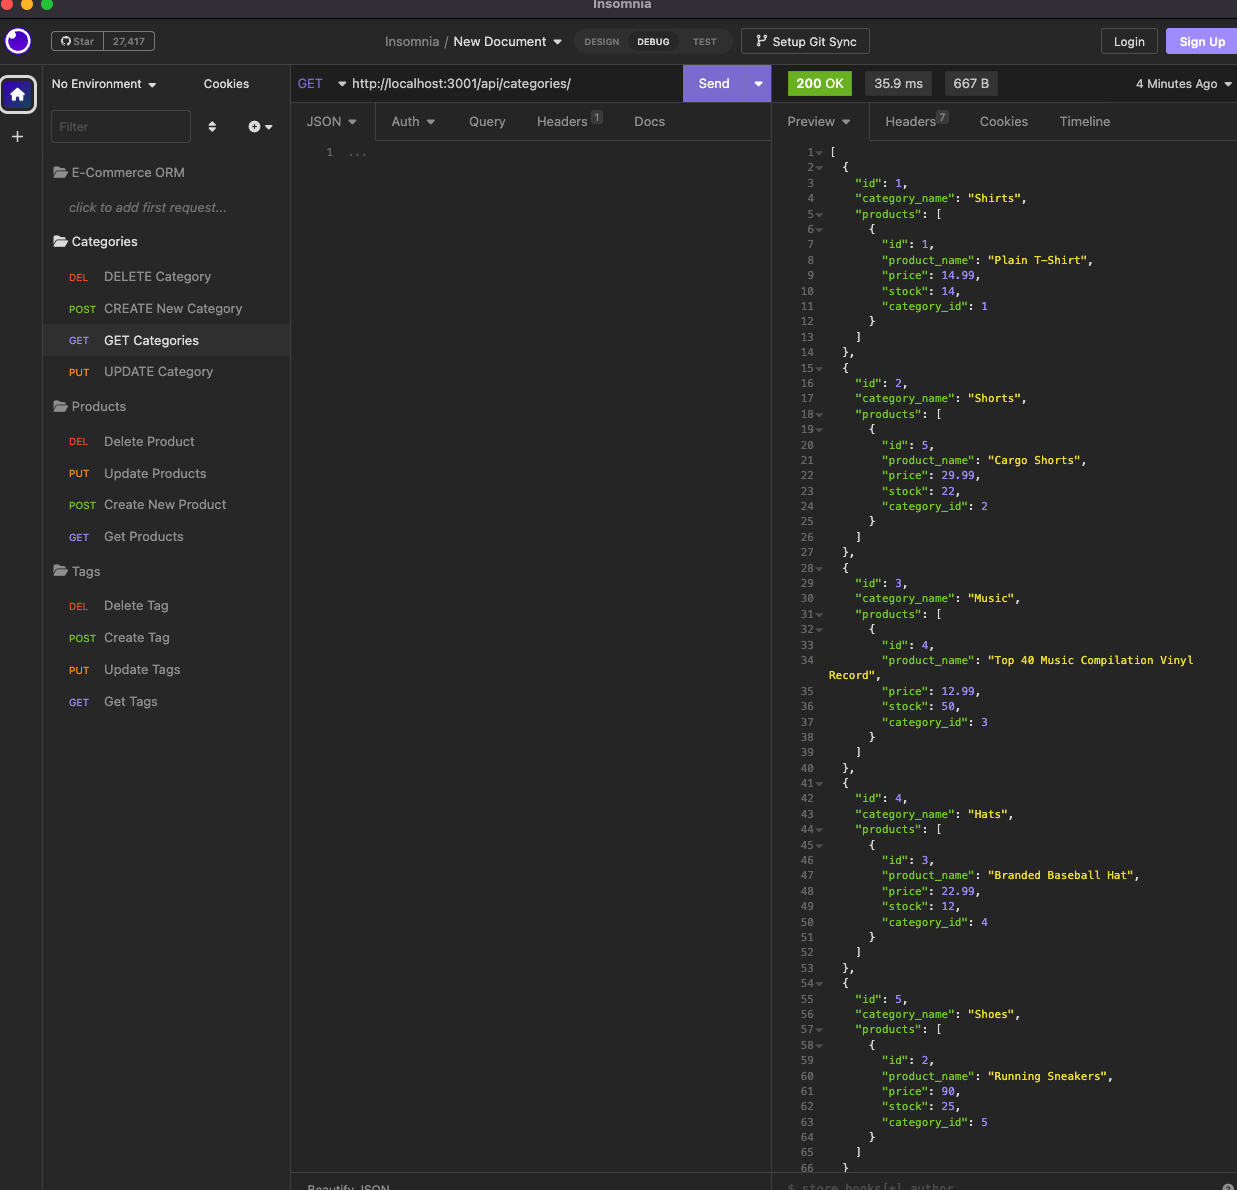 Insomnia
Star 27,417
Insomnia / New Document
DESIGN DEBUG TEST
Setup Git Sync
Login
Sign Up
No Environment
Cookies
Filter
E-Commerce ORM
click to add first request...
Categories
DEL DELETE Category
POST CREATE New Category
GET GET Categories
PUT UPDATE Category
Products
DEL Delete Product
PUT Update Products
POST Create New Product
GET Get Products
Tags
DEL Delete Tag
POST Create Tag
PUT Update Tags
GET Get Tags
GET http://localhost:3001/api/categories/ Send
JSON Auth Query Headers 1 Docs
1 ...
Beautify JSON
200 OK 35.9 ms 667 B 4 Minutes Ago
Preview Headers 7 Cookies Timeline
1 [
2 {
3 "id": 1,
4 "category_name": "Shirts",
5 "products": [
6 {
7 "id": 1,
8 "product_name": "Plain T-Shirt",
9 "price": 14.99,
10 "stock": 14,
11 "category_id": 1
12 }
13 ]
14 },
15 {
16 "id": 2,
17 "category_name": "Shorts",
18 "products": [
19 {
20 "id": 5,
21 "product_name": "Cargo Shorts",
22 "price": 29.99,
23 "stock": 22,
24 "category_id": 2
25 }
26 ]
27 },
28 {
29 "id": 3,
30 "category_name": "Music",
31 "products": [
32 {
33 "id": 4,
34 "product_name": "Top 40 Music Compilation Vinyl
Record",
35 "price": 12.99,
36 "stock": 50,
37 "category_id": 3
38 }
39 ]
40 },
41 {
42 "id": 4,
43 "category_name": "Hats",
44 "products": [
45 {
46 "id": 3,
47 "product_name": "Branded Baseball Hat",
48 "price": 22.99,
49 "stock": 12,
50 "category_id": 4
51 }
52 ]
53 },
54 {
55 "id": 5,
56 "category_name": "Shoes",
57 "products": [
58 {
59 "id": 2,
60 "product_name": "Running Sneakers",
61 "price": 90,
62 "stock": 25,
63 "category_id": 5
64 }
65 ]
66 }
$.store.books[*].author